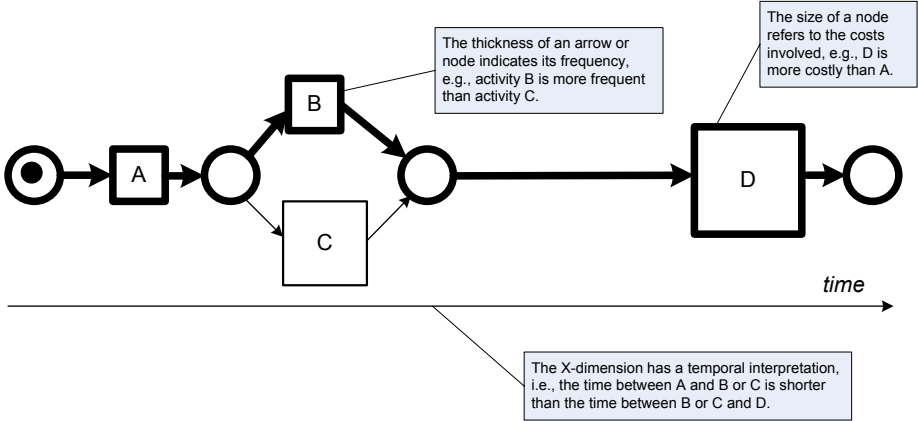 The size of a node
refers to the costs
involved, e.g., D is
more costly than A.
The thickness of an arrow or
node indicates its frequency,
e.g., activity B is more frequent
than activity C.
B
A
D
C
time
The X-dimension has a temporal interpretation,
i.e., the time between A and B or C is shorter
than the time between B or C and D.